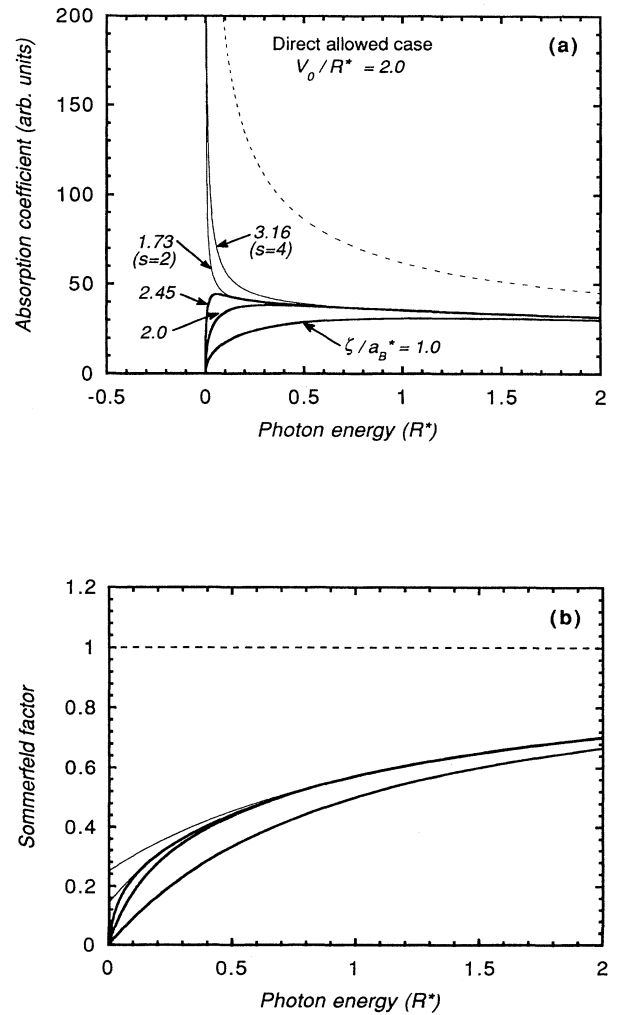 200
150
100
50
0
Absorption coefficient (arb. units)
Direct allowed case
V₀/R* = 2.0
(a)
1.73
(s=2)
3.16
(s=4)
2.45
2.0
ζ/a_B* = 1.0
-0.5 0 0.5 1 1.5 2
Photon energy (R*)
1.2
1
0.8
0.6
0.4
0.2
0
Sommerfeld factor
(b)
0 0.5 1 1.5 2
Photon energy (R*)